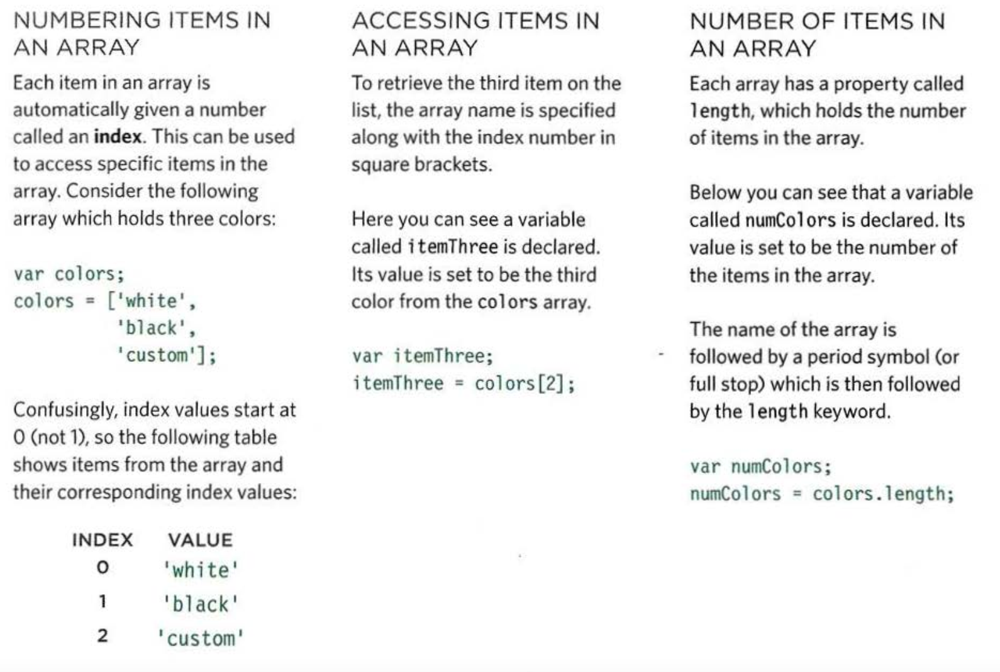 NUMBERING ITEMS IN
AN ARRAY
Each item in an array is
automatically given a number
called an index. This can be used
to access specific items in the
array. Consider the following
array which holds three colors:
var colors;
colors = ['white',
'black',
'custom'];
Confusingly, index values start at
0 (not 1), so the following table
shows items from the array and
their corresponding index values:
INDEX VALUE
0 'white'
1 'black'
2 'custom'
ACCESSING ITEMS IN
AN ARRAY
To retrieve the third item on the
list, the array name is specified
along with the index number in
square brackets.
Here you can see a variable
called itemThree is declared.
Its value is set to be the third
color from the colors array.
var itemThree;
itemThree = colors[2];
NUMBER OF ITEMS IN
AN ARRAY
Each array has a property called
length, which holds the number
of items in the array.
Below you can see that a variable
called numColors is declared. Its
value is set to be the number of
the items in the array.
The name of the array is
followed by a period symbol (or
full stop) which is then followed
by the length keyword.
var numColors;
numColors = colors.length;